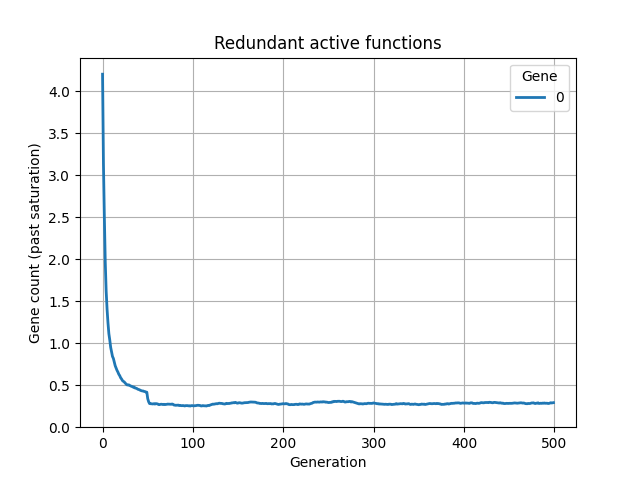 Redundant active functions
Gene
0
Gene count (past saturation)
4.0
3.5
3.0
2.5
2.0
1.5
1.0
0.5
0.0
0 100 200 300 400 500
Generation